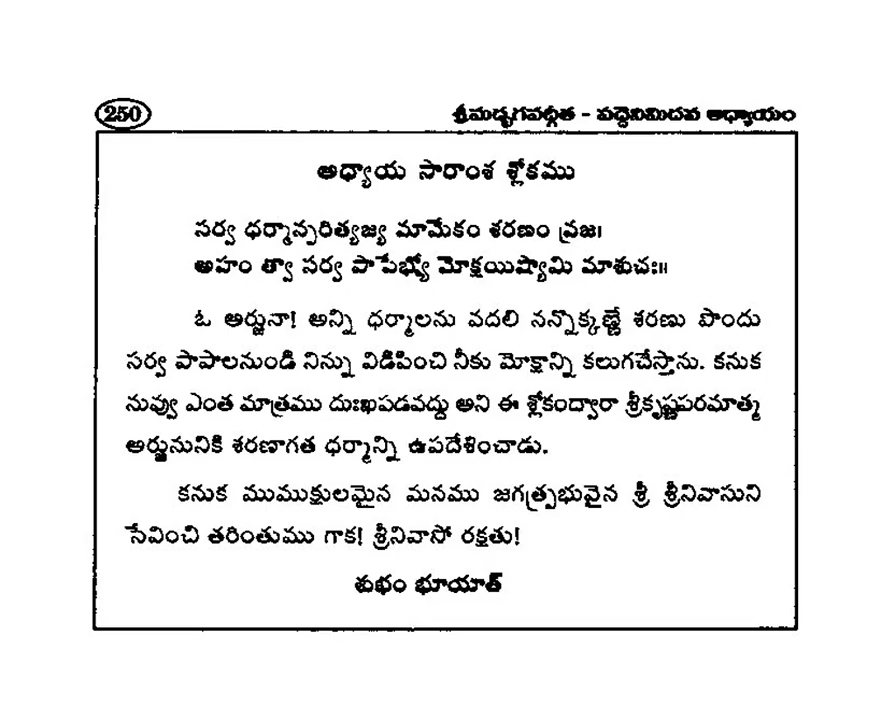 250
శ్రీమద్భగవద్గీత - పద్దెనిమిదవ అధ్యాయం
అధ్యాయ సారాంశ శ్లోకము
సర్వ ధర్మాన్పరిత్యజ్య మామేకం శరణం వ్రజ।
అహం త్వా సర్వ పాపేభ్యో మోక్షయిష్యామి మాశుచః॥
ఓ అర్జునా! అన్ని ధర్మాలను వదలి నన్నొక్కణ్ణే శరణు పొందు
సర్వ పాపాలనుండి నిన్ను విడిపించి నీకు మోక్షాన్ని కలుగచేస్తాను. కనుక
నువ్వు ఎంత మాత్రము దుఃఖపడవద్దు అని ఈ శ్లోకంద్వారా శ్రీకృష్ణపరమాత్మ
అర్జునునికి శరణాగత ధర్మాన్ని ఉపదేశించాడు.
కనుక ముముక్షులమైన మనము జగత్ప్రభువైన శ్రీ శ్రీనివాసుని
సేవించి తరింతుము గాక! శ్రీనివాసో రక్షతు!
శుభం భూయాత్